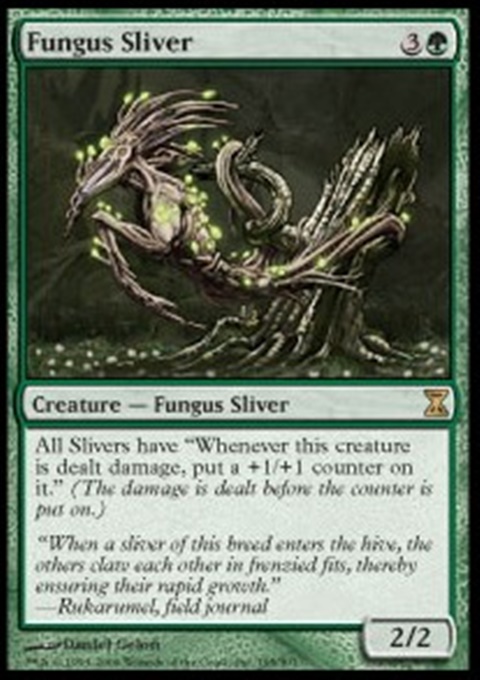 Fungus Sliver 3
Creature — Fungus Sliver
All Slivers have “Whenever this creature
is dealt damage, put a +1/+1 counter on
it.” (The damage is dealt before the counter is
put on.)
“When a sliver of this breed enters the hive, the
others claw each other in frenzied fits, thereby
ensuring their rapid growth.”
—Rukarumel, field journal
2/2